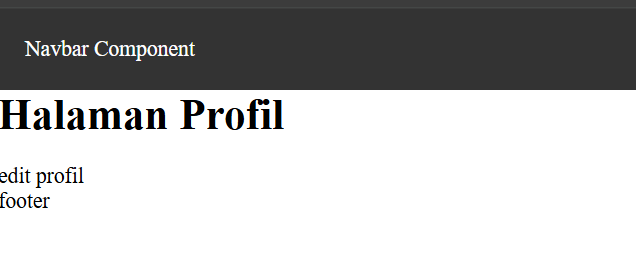 Navbar Component
Halaman Profil
edit profil
footer